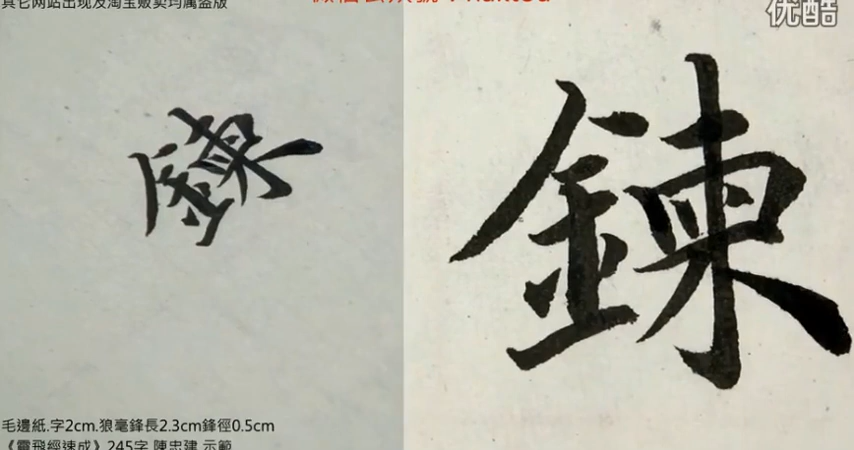 其它网站出现及淘宝贩卖均属盗版
优酷
鍊
鍊
毛邊紙.字2cm.狼毫鋒長2.3cm鋒徑0.5cm
《靈飛經速成》245字 陳忠建 示範